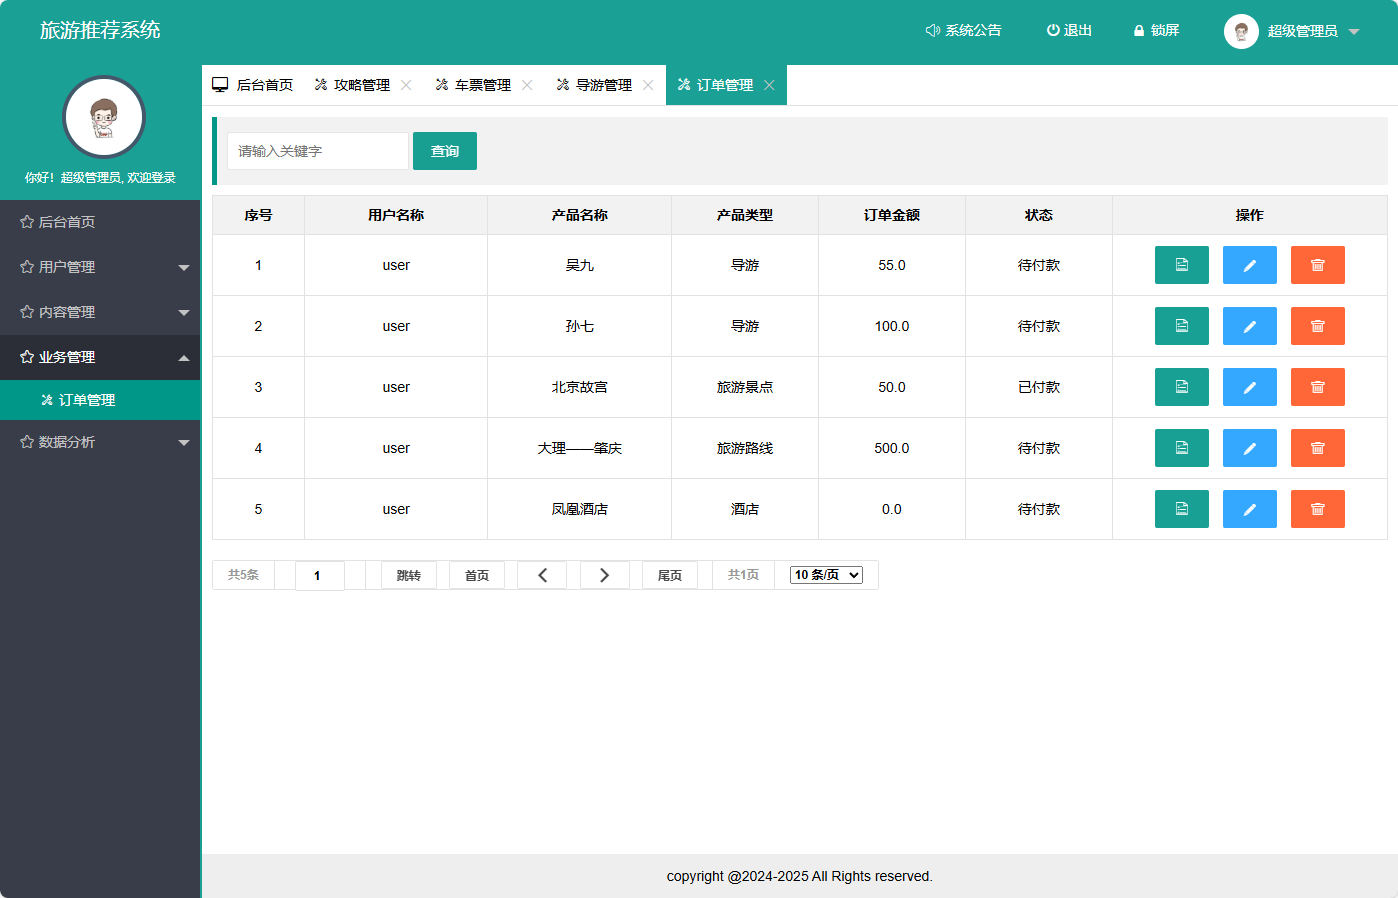 旅游推荐系统
系统公告 退出 锁屏 超级管理员
你好！超级管理员, 欢迎登录
后台首页
用户管理
内容管理
业务管理
订单管理
数据分析
后台首页 攻略管理 车票管理 导游管理 订单管理
请输入关键字 查询
序号 用户名称 产品名称 产品类型 订单金额 状态 操作
1 user 吴九 导游 55.0 待付款
2 user 孙七 导游 100.0 待付款
3 user 北京故宫 旅游景点 50.0 已付款
4 user 大理——肇庆 旅游路线 500.0 待付款
5 user 凤凰酒店 酒店 0.0 待付款
共5条 1 跳转 首页 尾页 共1页 10 条/页
copyright @2024-2025 All Rights reserved.